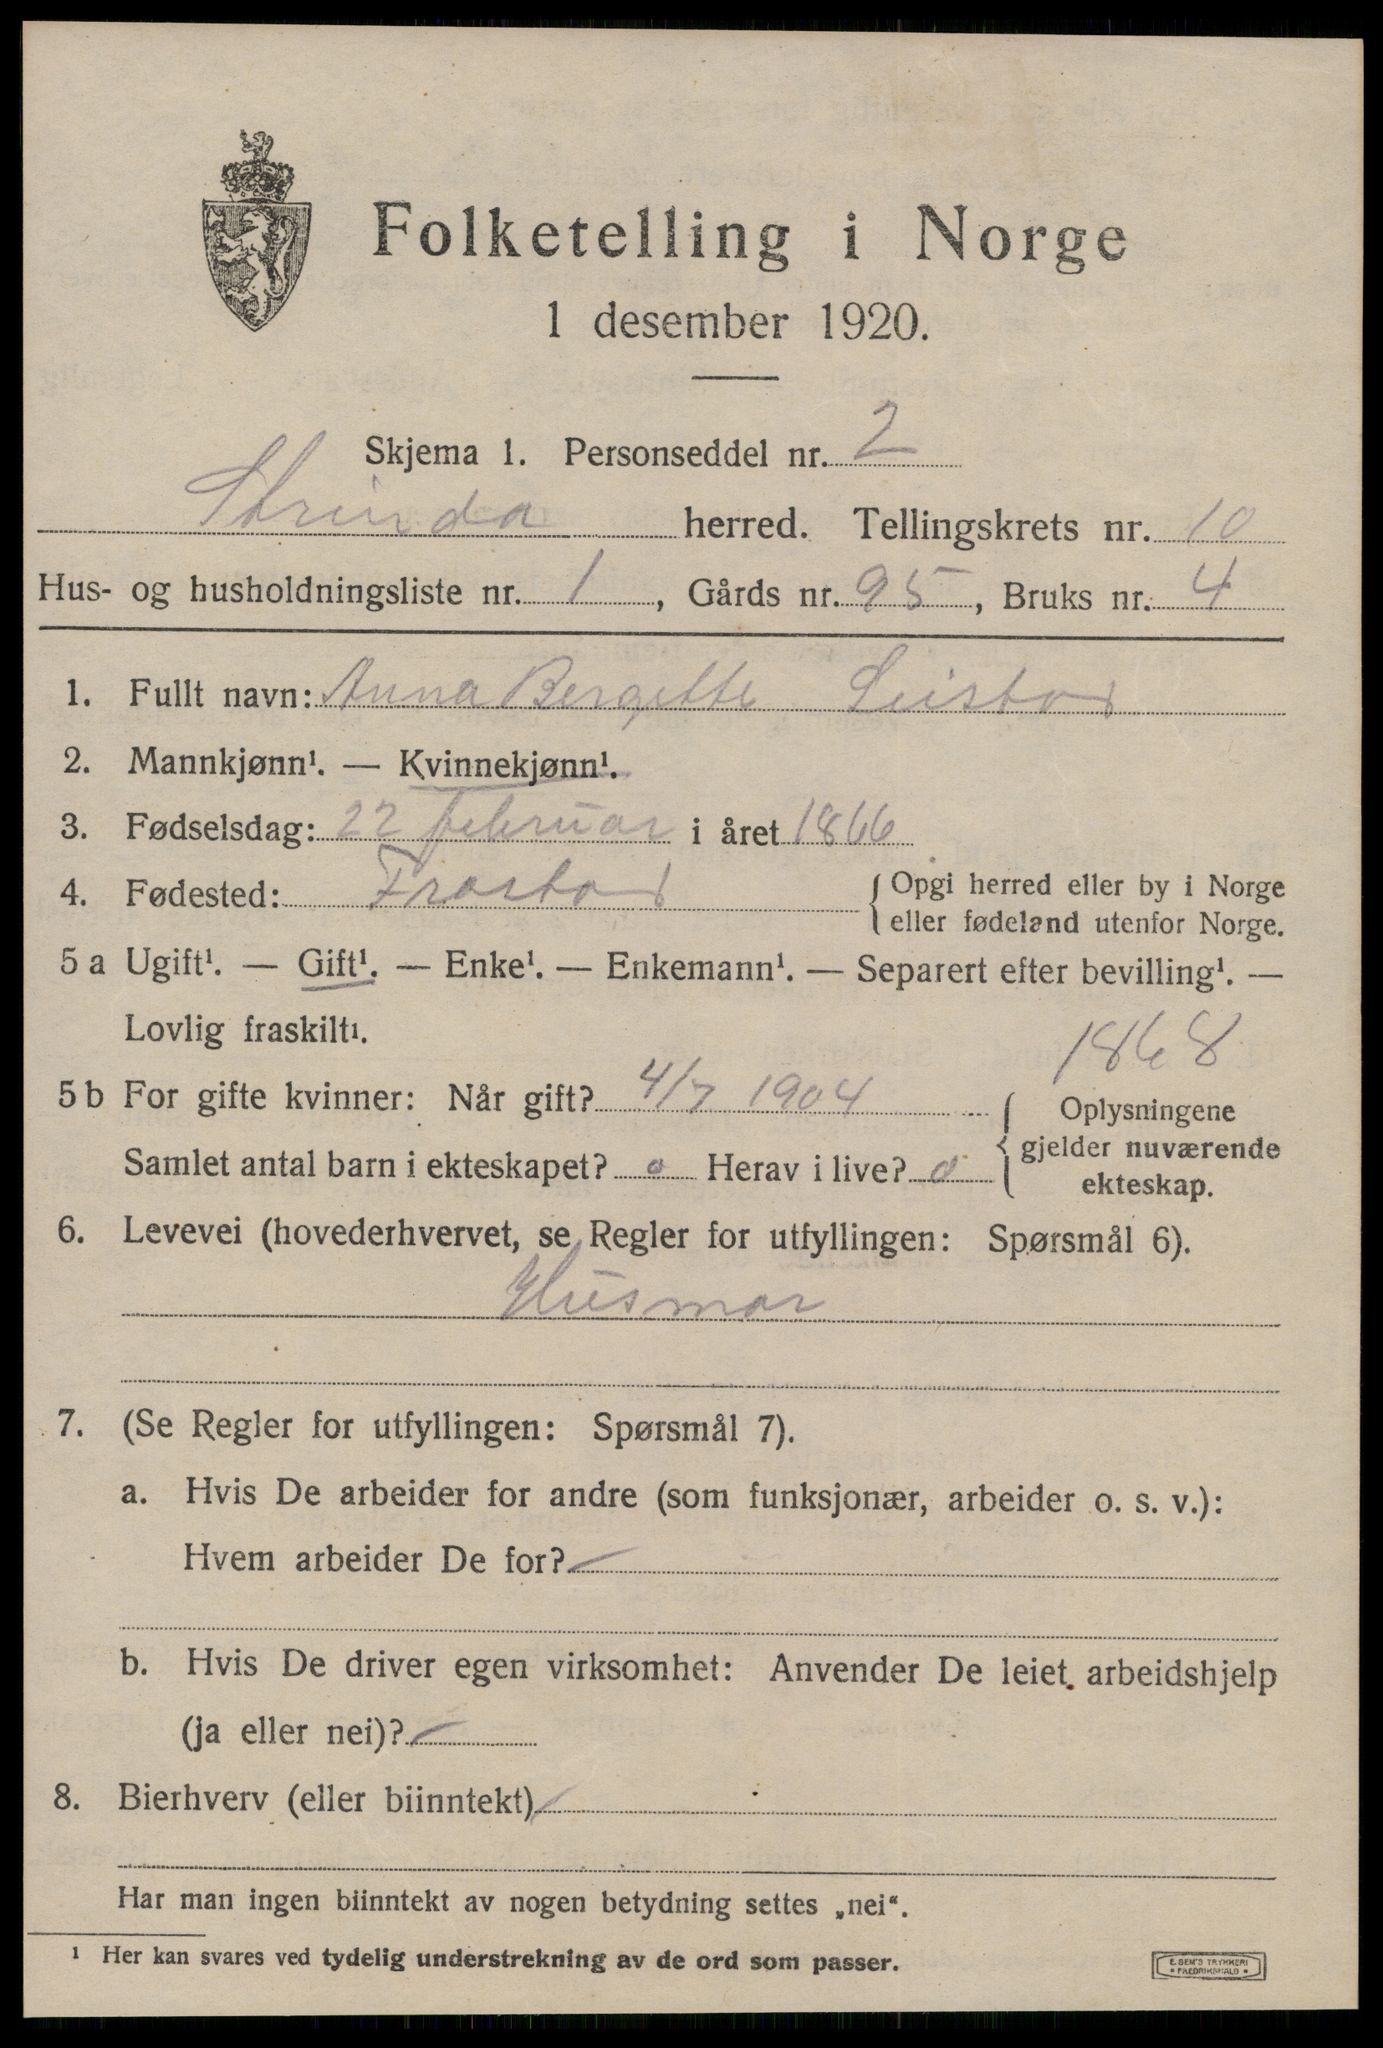 Folketelling i Norge
1 desember 1920.
Skjema 1. Personseddel nr. 2
Strinda herred. Tellingskrets nr. 10
Hus- og husholdningsliste nr. 1, Gårds nr. 95, Bruks nr. 4
1. Fullt navn: Anna Bergette Leistad
2. Mannkjønn¹. — Kvinnekjønn¹.
3. Fødselsdag: 22 februar i året 1866
4. Fødested: Frosta { Opgi herred eller by i Norge
eller fødeland utenfor Norge.
5 a Ugift¹. — Gift¹. — Enke¹. — Enkemann¹. — Separert efter bevilling¹. —
Lovlig fraskilt¹.
1868
5 b For gifte kvinner: Når gift? 4/7 1904
Samlet antal barn i ekteskapet? 0 Herav i live? 0
Oplysningene
gjelder nuværende
ekteskap.
6. Levevei (hovederhvervet, se Regler for utfyllingen: Spørsmål 6).
Husmor
7. (Se Regler for utfyllingen: Spørsmål 7).
a. Hvis De arbeider for andre (som funksjonær, arbeider o. s. v.):
Hvem arbeider De for? –
b. Hvis De driver egen virksomhet: Anvender De leiet arbeidshjelp
(ja eller nei)? –
8. Bierhverv (eller biinntekt) –
Har man ingen biinntekt av nogen betydning settes „nei“.
¹ Her kan svares ved tydelig understrekning av de ord som passer.
E. SEM'S TRYKKERI
• FREDRIKSHALD •